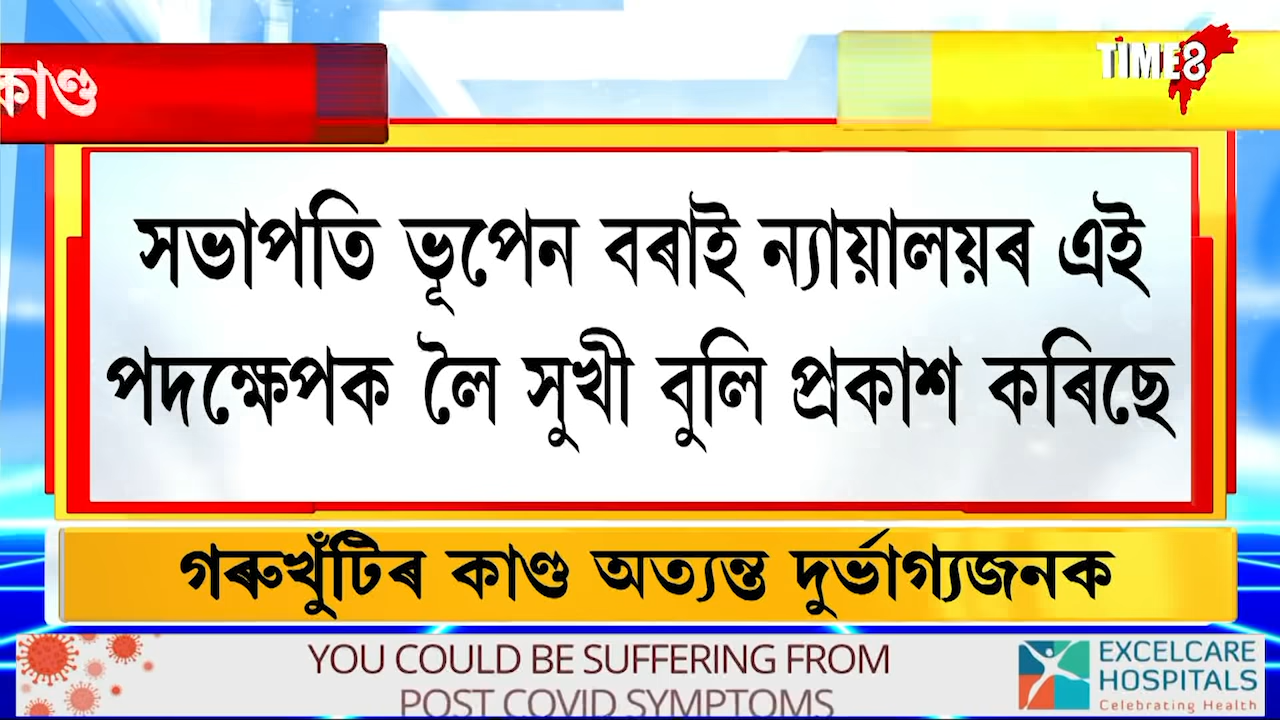 কাণ্ড
TIME8
সভাপতি ভূপেন বৰাই ন্যায়ালয়ৰ এই
পদক্ষেপক লৈ সুখী বুলি প্ৰকাশ কৰিছে
গৰুখুঁটিৰ কাণ্ড অত্যন্ত দুৰ্ভাগ্যজনক
YOU COULD BE SUFFERING FROM
POST COVID SYMPTOMS
EXCELCARE
HOSPITALS
Celebrating Health